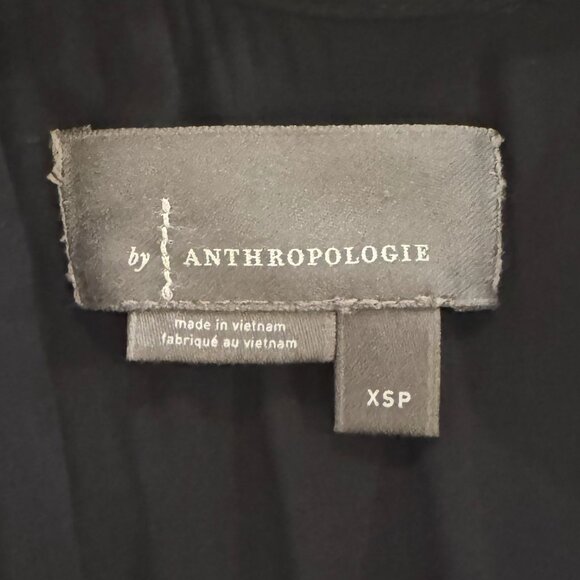 by ANTHROPOLOGIE
made in vietnam
fabriqué au vietnam
XSP